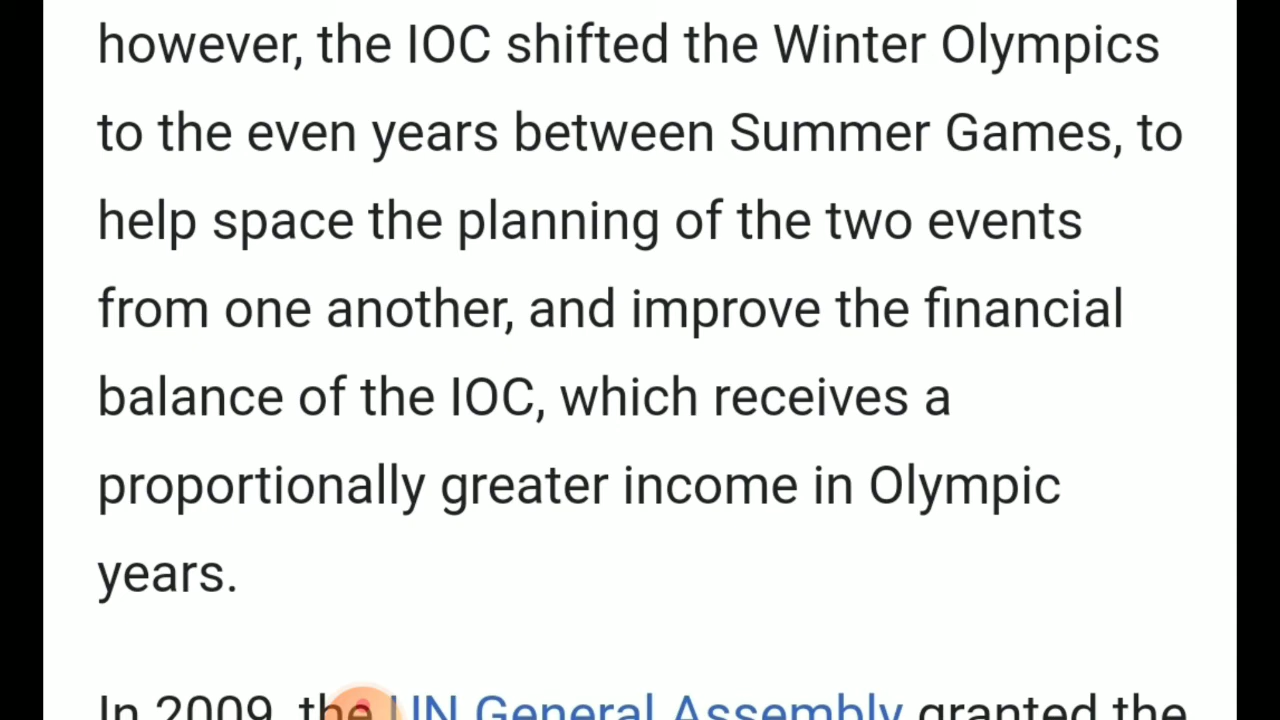 however, the IOC shifted the Winter Olympics
to the even years between Summer Games, to
help space the planning of the two events
from one another, and improve the financial
balance of the IOC, which receives a
proportionally greater income in Olympic
years.
In 2009, the UN General Assembly granted the